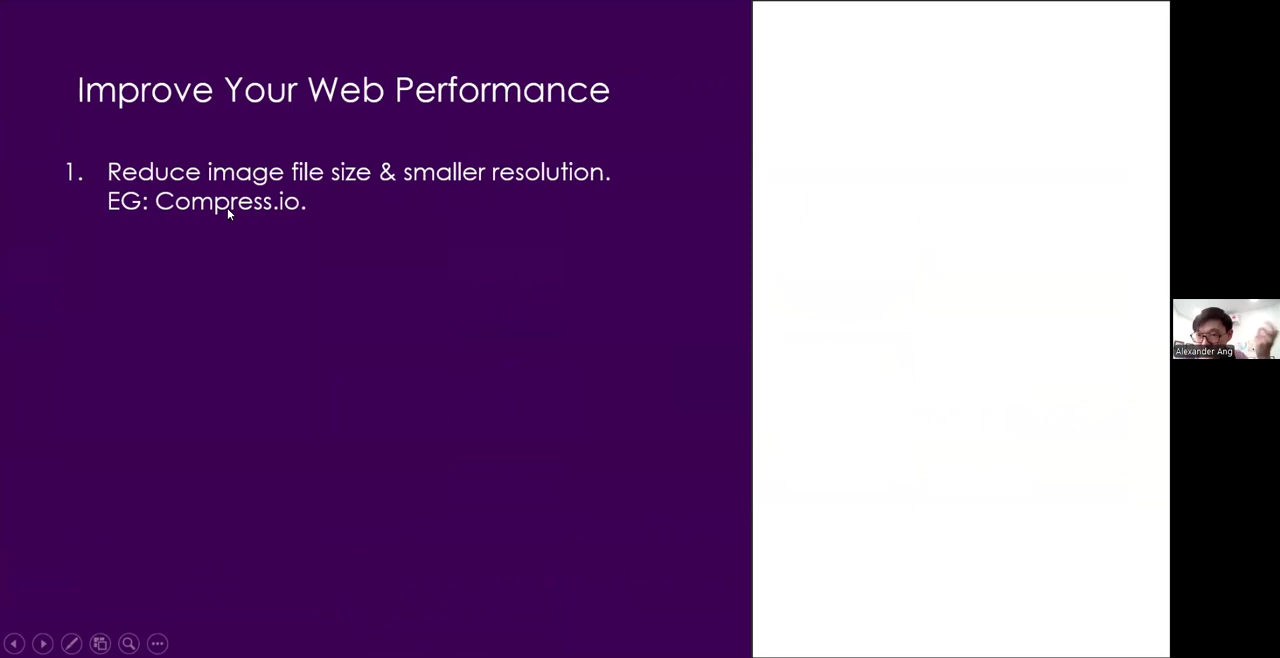 Improve Your Web Performance
1. Reduce image file size & smaller resolution.
EG: Compress.io.
Alexander Ang